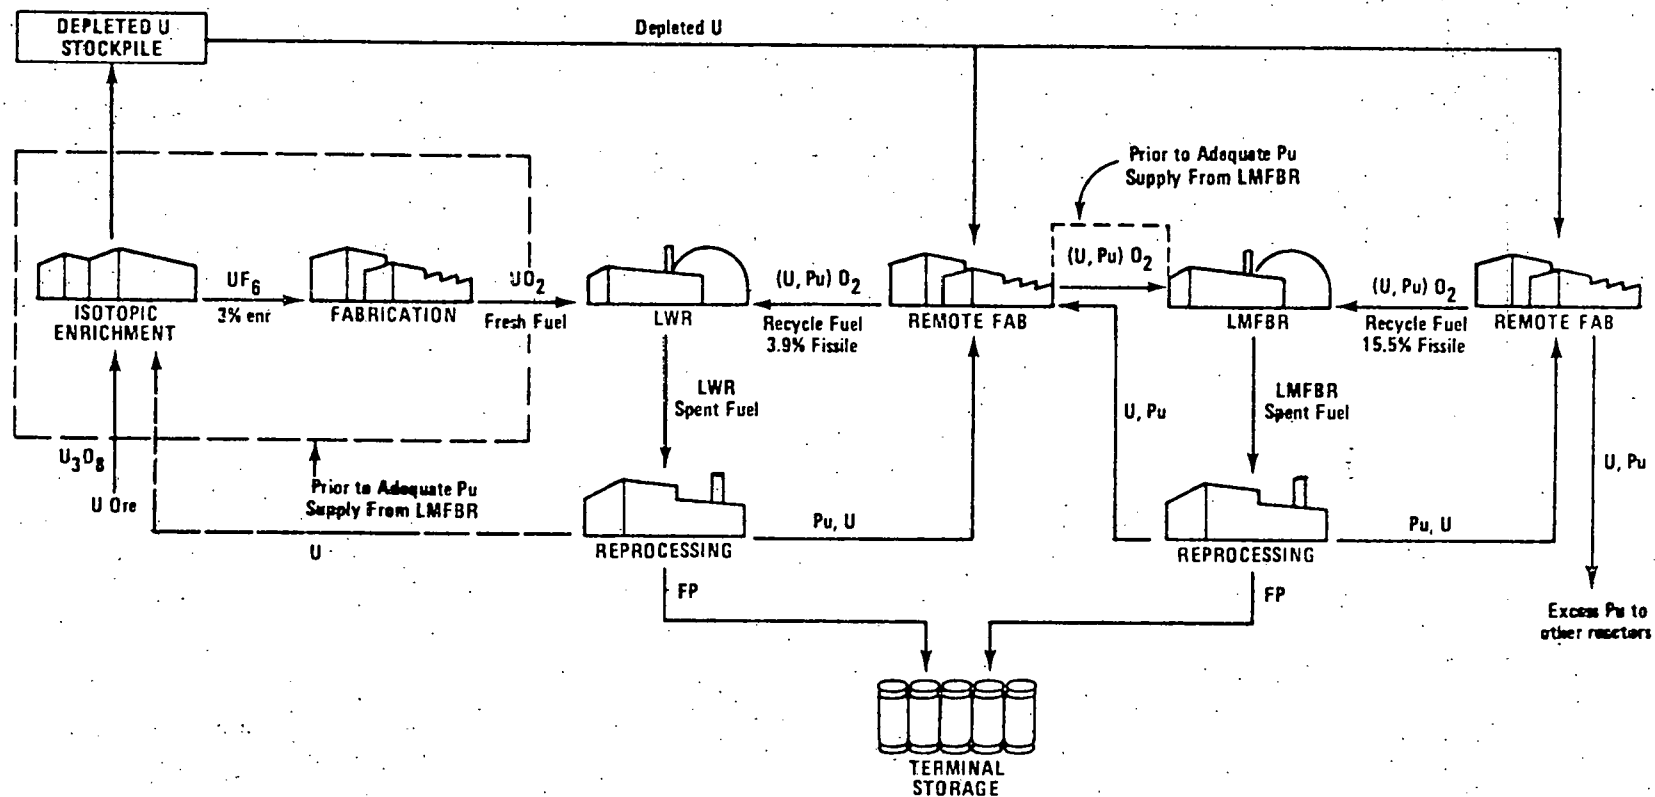 DEPLETED U
STOCKPILE
Depleted U
Prior to Adequate Pu
Supply From LMFBR
UF6
3% enr
UO2
Fresh Fuel
(U, Pu) O2
Recycle Fuel
3.9% Fissile
(U, Pu) O2
(U, Pu) O2
Recycle Fuel
15.5% Fissile
ISOTOPIC
ENRICHMENT
FABRICATION
LWR
REMOTE FAB
LMFBR
REMOTE FAB
LWR
Spent Fuel
U, Pu
LMFBR
Spent Fuel
U, Pu
U3O8
U Ore
Prior to Adequate Pu
Supply From LMFBR
U
Pu, U
Pu, U
REPROCESSING
REPROCESSING
FP
FP
Excess Pu to
other reactors
TERMINAL
STORAGE